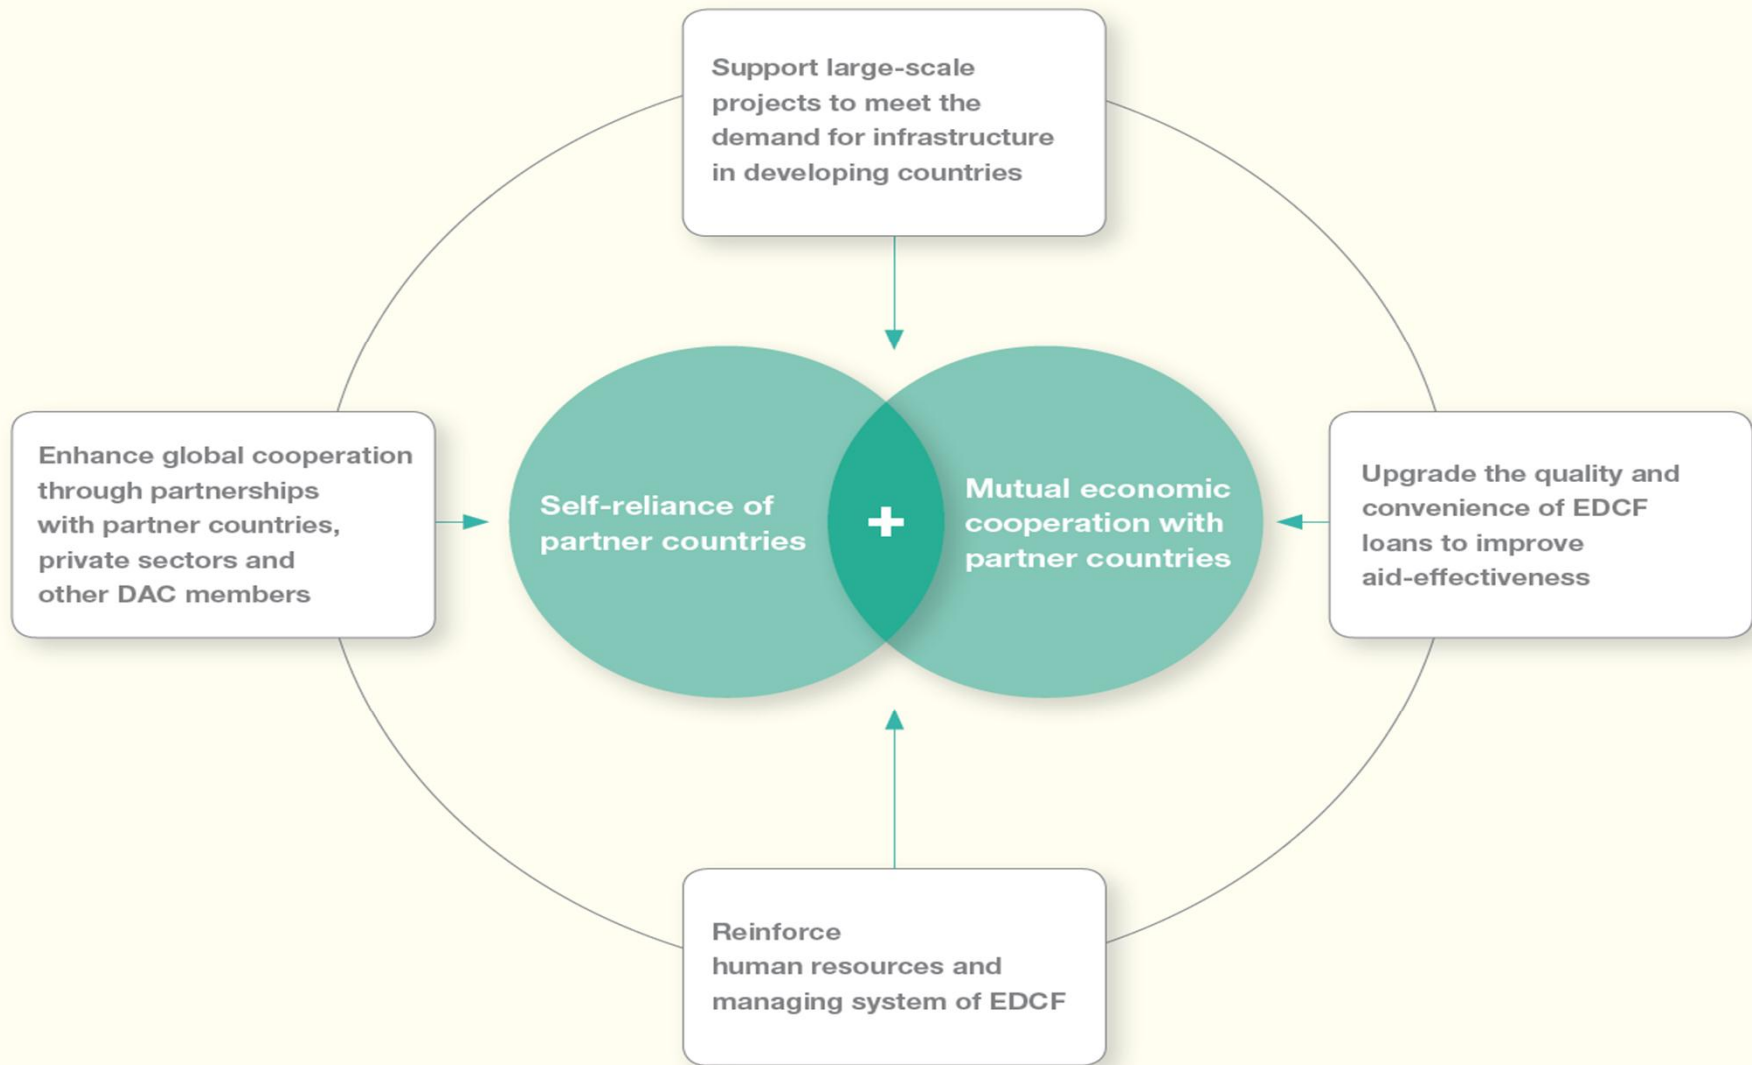 Support large-scale
projects to meet the
demand for infrastructure
in developing countries
Enhance global cooperation
through partnerships
with partner countries,
private sectors and
other DAC members
Self-reliance of
partner countries
+
Mutual economic
cooperation with
partner countries
Upgrade the quality and
convenience of EDCF
loans to improve
aid-effectiveness
Reinforce
human resources and
managing system of EDCF